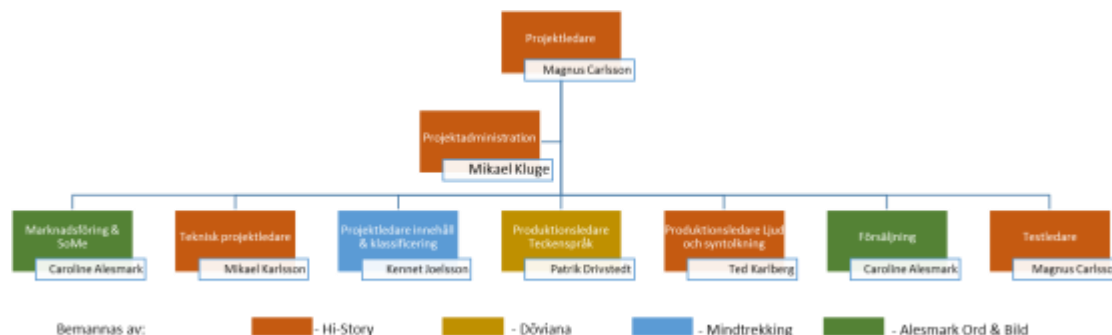 Projektledare
Magnus Carlsson
Projektadministration
Mikael Kluge
Marknadsföring &
SoMe
Caroline Alesmark
Teknisk projektledare
Mikael Karlsson
Projektledare innehåll
& klassificering
Kennet Joelsson
Produktionsledare
Teckenspråk
Patrik Drivstedt
Produktionsledare Ljud
och syntolkning
Ted Karlberg
Försäljning
Caroline Alesmark
Testledare
Magnus Carlsson
Bemannas av:
- Hi-Story
- Döviana
- Mindtrekking
- Alesmark Ord & Bild